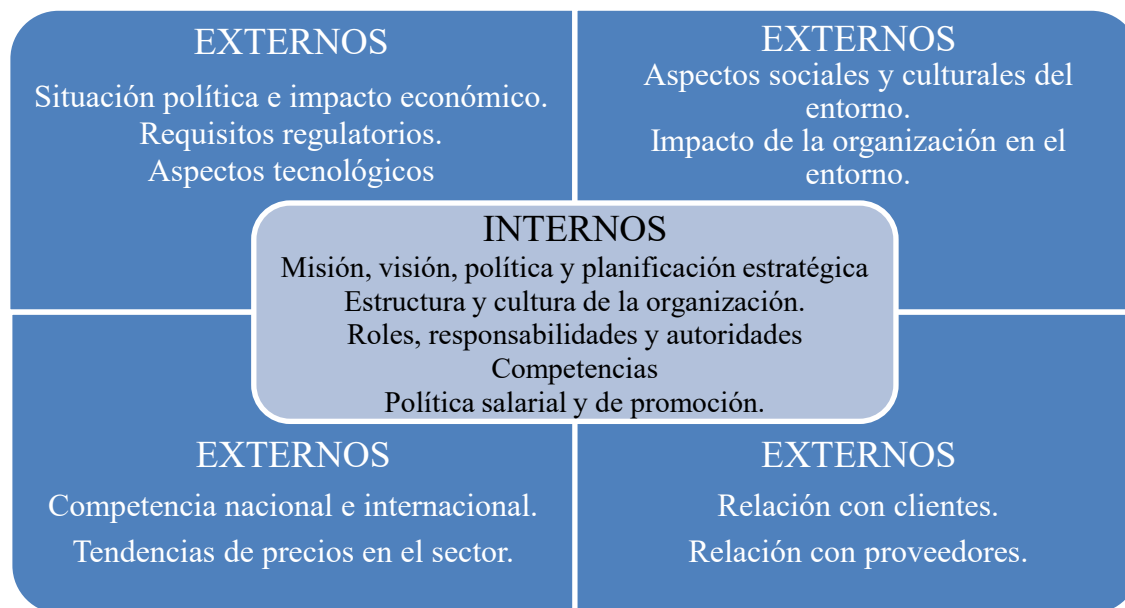 EXTERNOS
Situación política e impacto económico.
Requisitos regulatorios.
Aspectos tecnológicos
EXTERNOS
Aspectos sociales y culturales del
entorno.
Impacto de la organización en el
entorno.
INTERNOS
Misión, visión, política y planificación estratégica
Estructura y cultura de la organización.
Roles, responsabilidades y autoridades
Competencias
Política salarial y de promoción.
EXTERNOS
Competencia nacional e internacional.
Tendencias de precios en el sector.
EXTERNOS
Relación con clientes.
Relación con proveedores.